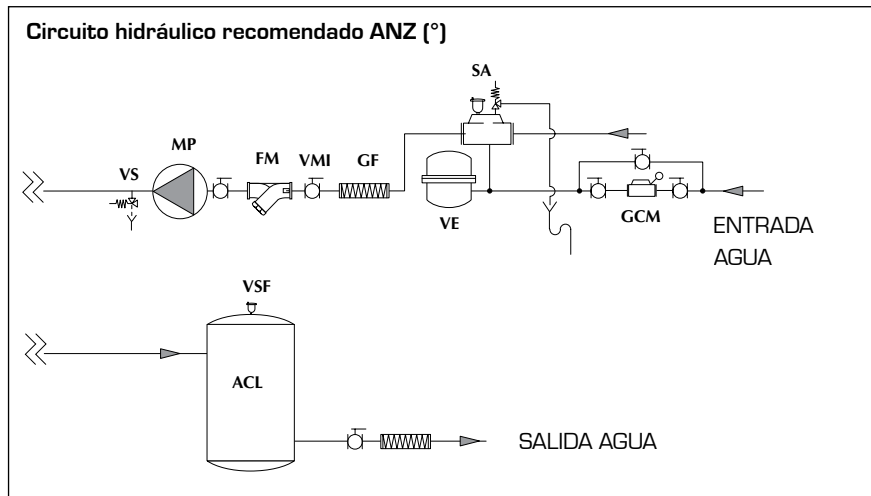 Circuito hidráulico recomendado ANZ (°)
SA
MP
FM
VMI
GF
VS
VE
GCM
ENTRADA
AGUA
VSF
ACL
SALIDA AGUA